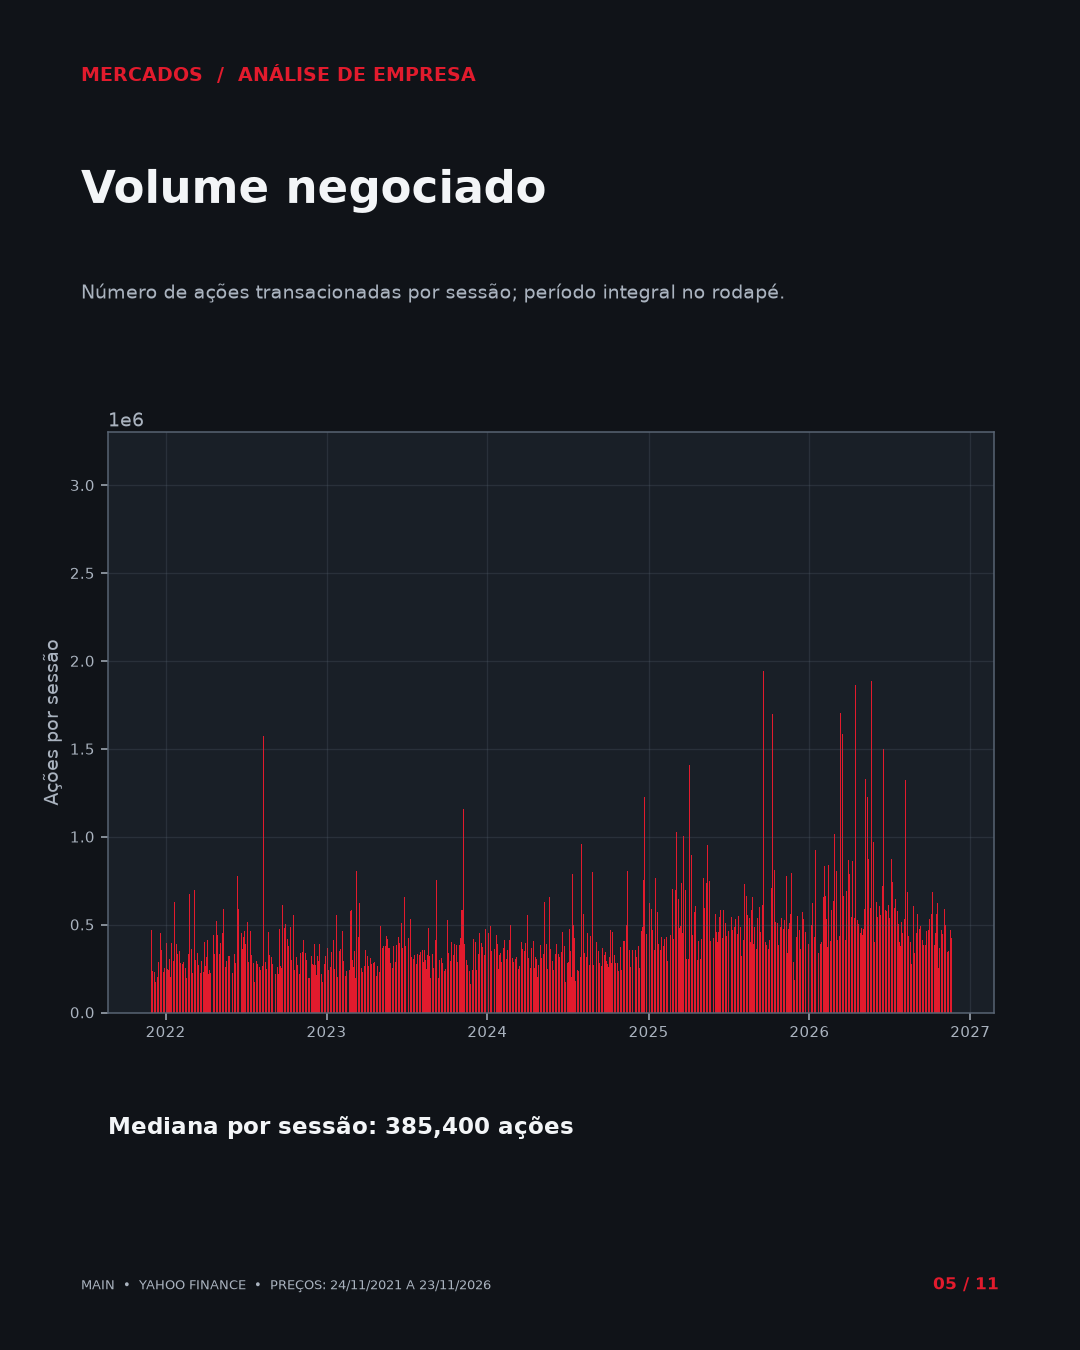 MERCADOS / ANÁLISE DE EMPRESA
Volume negociado
Número de ações transacionadas por sessão; período integral no rodapé.
1e6
3.0
2.5
2.0
1.5
1.0
0.5
0.0
Ações por sessão
2022 2023 2024 2025 2026 2027
Mediana por sessão: 385,400 ações
MAIN • YAHOO FINANCE • PREÇOS: 24/11/2021 A 23/11/2026
05 / 11